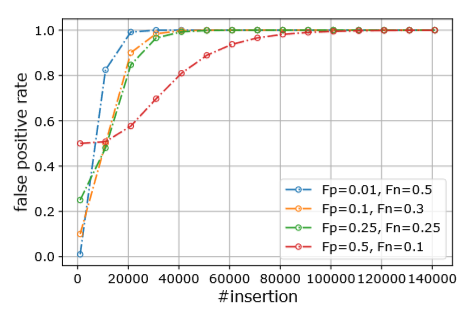 false positive rate
1.0
0.8
0.6
0.4
0.2
0.0
Fp=0.01, Fn=0.5
Fp=0.1, Fn=0.3
Fp=0.25, Fn=0.25
Fp=0.5, Fn=0.1
0 20000 40000 60000 80000 100000 120000 140000
#insertion